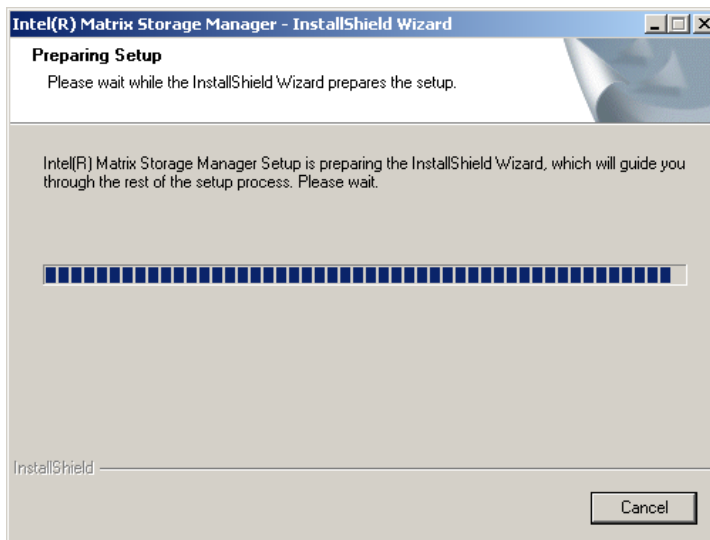 Intel(R) Matrix Storage Manager - InstallShield Wizard
Preparing Setup
Please wait while the InstallShield Wizard prepares the setup.
Intel(R) Matrix Storage Manager Setup is preparing the InstallShield Wizard, which will guide you
through the rest of the setup process. Please wait.
InstallShield
Cancel